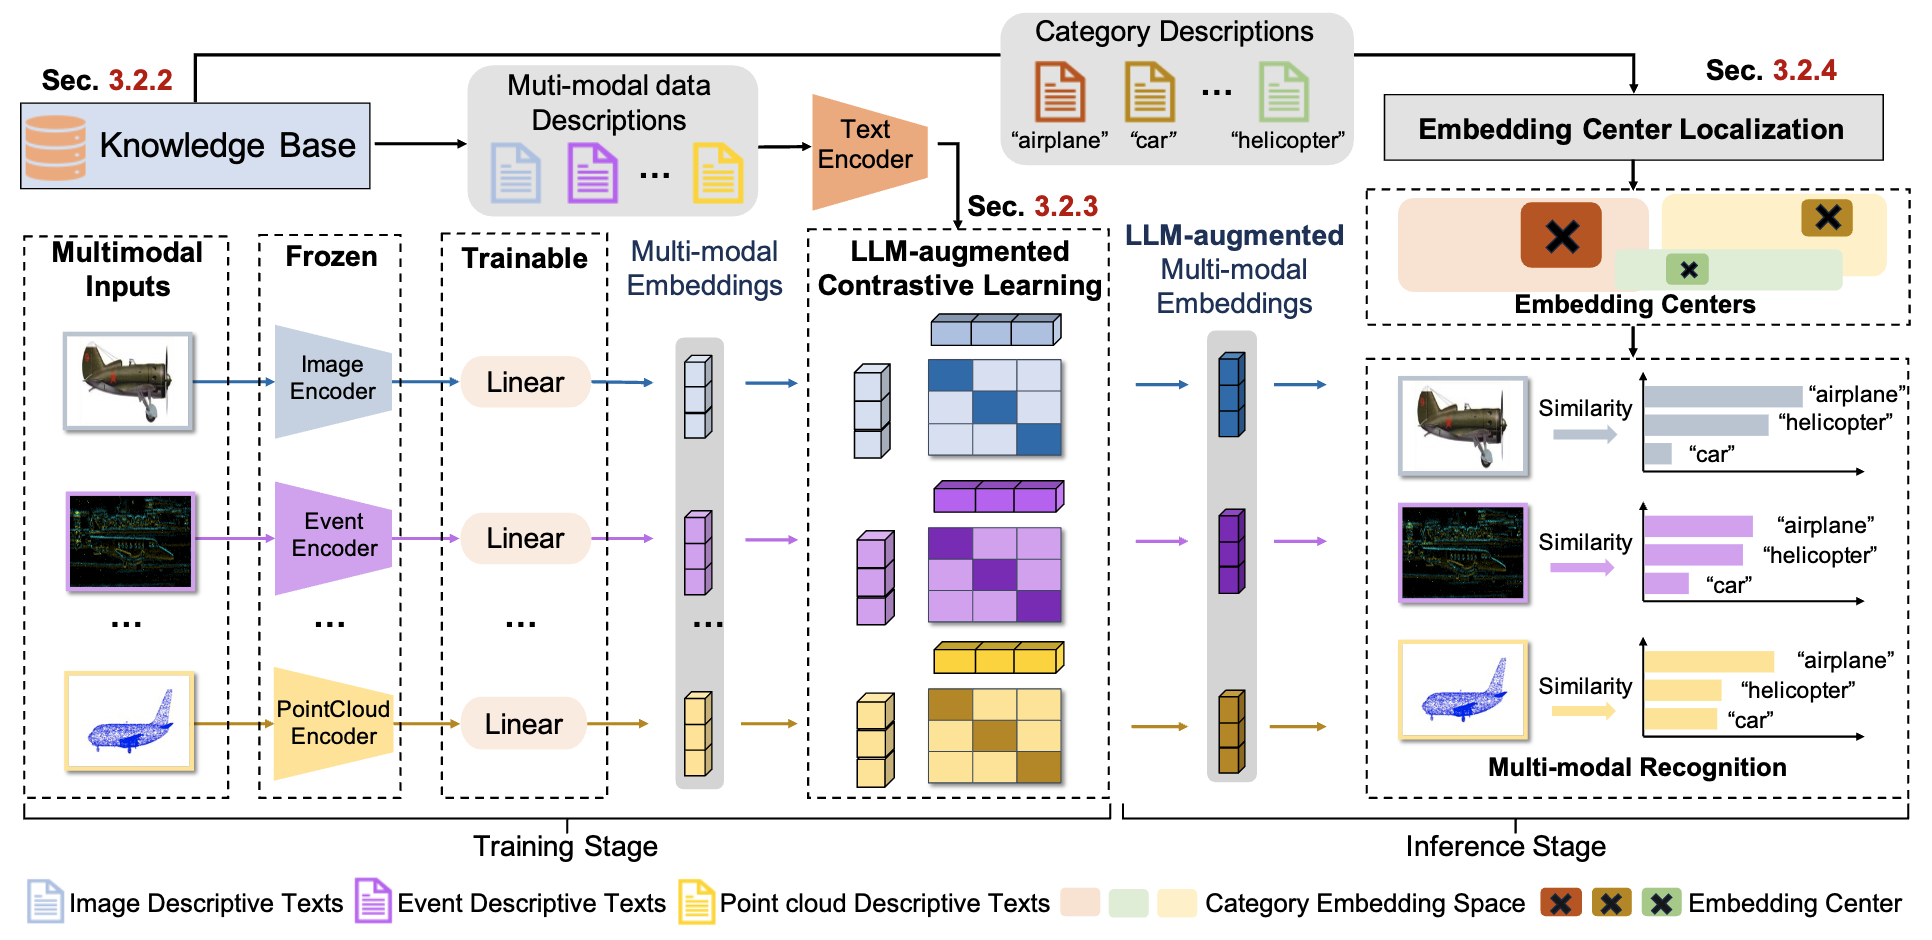 Sec. 3.2.2
Knowledge Base
Muti-modal data
Descriptions
...
Text
Encoder
Category Descriptions
...
“airplane” “car” “helicopter”
Sec. 3.2.4
Embedding Center Localization
Sec. 3.2.3
Multimodal
Inputs
...
Frozen
Image
Encoder
Event
Encoder
...
PointCloud
Encoder
Trainable
Linear
Linear
...
Linear
Multi-modal
Embeddings
...
LLM-augmented
Contrastive Learning
LLM-augmented
Multi-modal
Embeddings
Embedding Centers
Similarity
“airplane”
“helicopter”
“car”
Similarity
“airplane”
“helicopter”
“car”
Similarity
“airplane”
“helicopter”
“car”
Multi-modal Recognition
Training Stage
Inference Stage
Image Descriptive Texts
Event Descriptive Texts
Point cloud Descriptive Texts
Category Embedding Space
Embedding Center